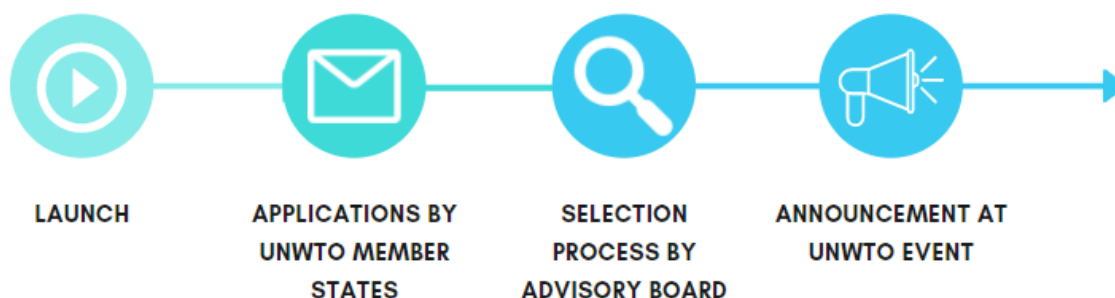 LAUNCH
APPLICATIONS BY
UNWTO MEMBER
STATES
SELECTION
PROCESS BY
ADVISORY BOARD
ANNOUNCEMENT AT
UNWTO EVENT